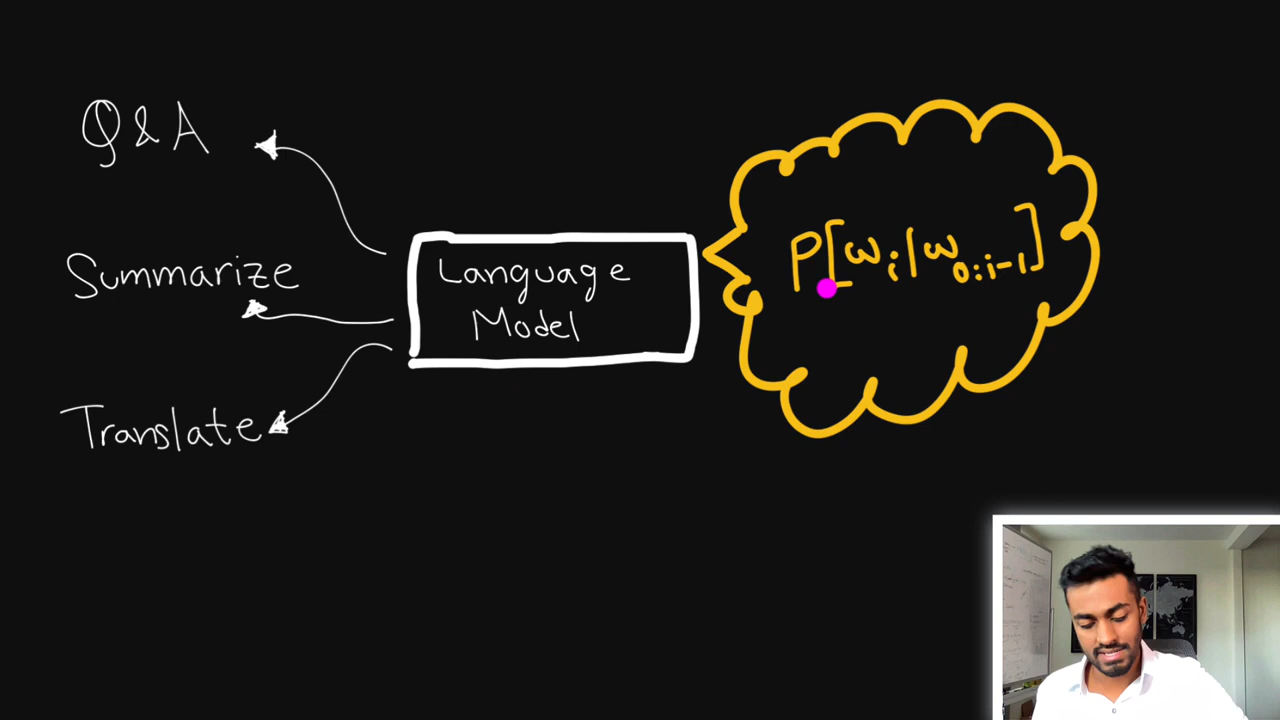 Q & A
Summarize
Translate
Language
Model
P[wᵢ|w₀:ᵢ₋₁]